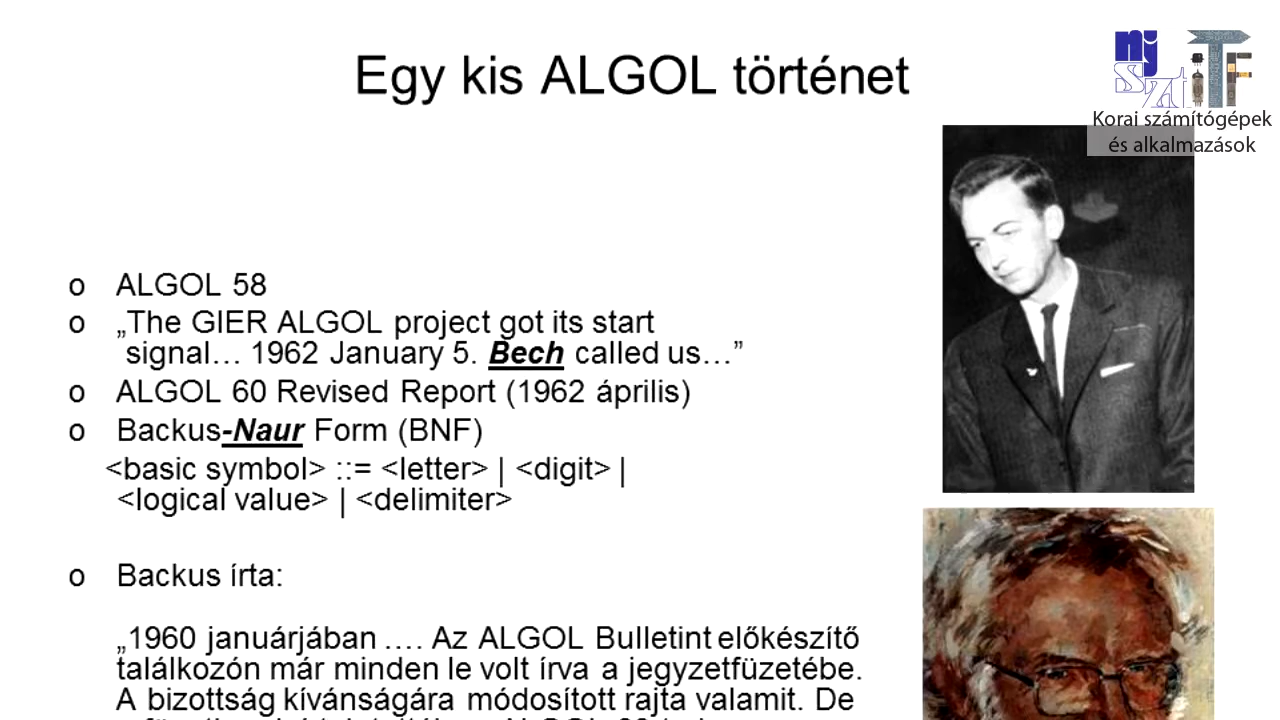 Egy kis ALGOL történet
njSzt iTF
Korai számítógépek
és alkalmazások
o ALGOL 58
o „The GIER ALGOL project got its start
signal… 1962 January 5. Bech called us…”
o ALGOL 60 Revised Report (1962 április)
o Backus-Naur Form (BNF)
<basic symbol> ::= <letter> | <digit> |
<logical value> | <delimiter>
o Backus írta:
„1960 januárjában …. Az ALGOL Bulletint előkészítő
találkozón már minden le volt írva a jegyzetfüzetébe.
A bizottság kívánságára módosított rajta valamit. De